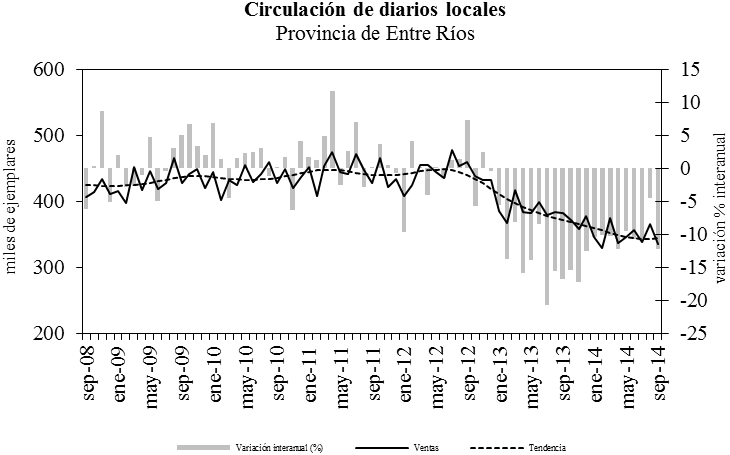 Circulación de diarios locales
Provincia de Entre Ríos
miles de ejemplares
600
500
400
300
200
15
10
5
0
-5
-10
-15
-20
-25
variación % interanual
sep-08
ene-09
may-09
sep-09
ene-10
may-10
sep-10
ene-11
may-11
sep-11
ene-12
may-12
sep-12
ene-13
may-13
sep-13
ene-14
may-14
sep-14
Variación interanual (%)
Ventas
Tendencia